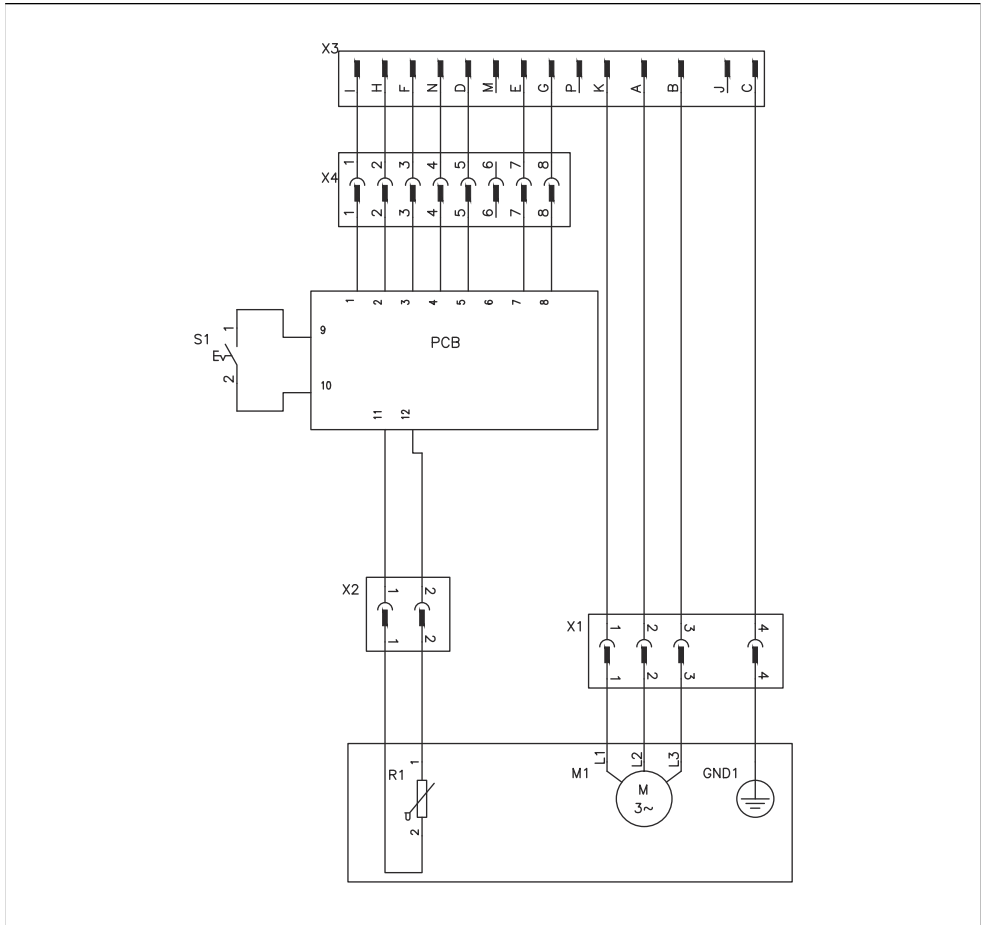 X3
I H F N D M E G P K A B J C
1 2 3 4 5 6 7 8
X4
1 2 3 4 5 6 7 8
1 2 3 4 5 6 7 8
S1
1
9
PCB
E
2
10
11 12
X2
1 2
1 2
X1
1 2 3 4
1 2 3 4
L1 L2 L3
R1
1
M1
GND1
M
3~
2